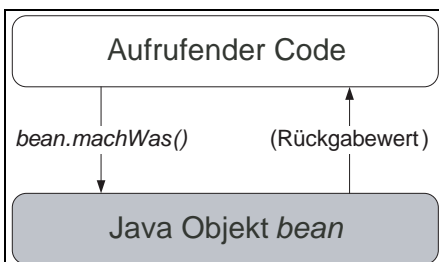 Aufrufender Code
bean.machWas() (Rückgabewert)
Java Objekt bean